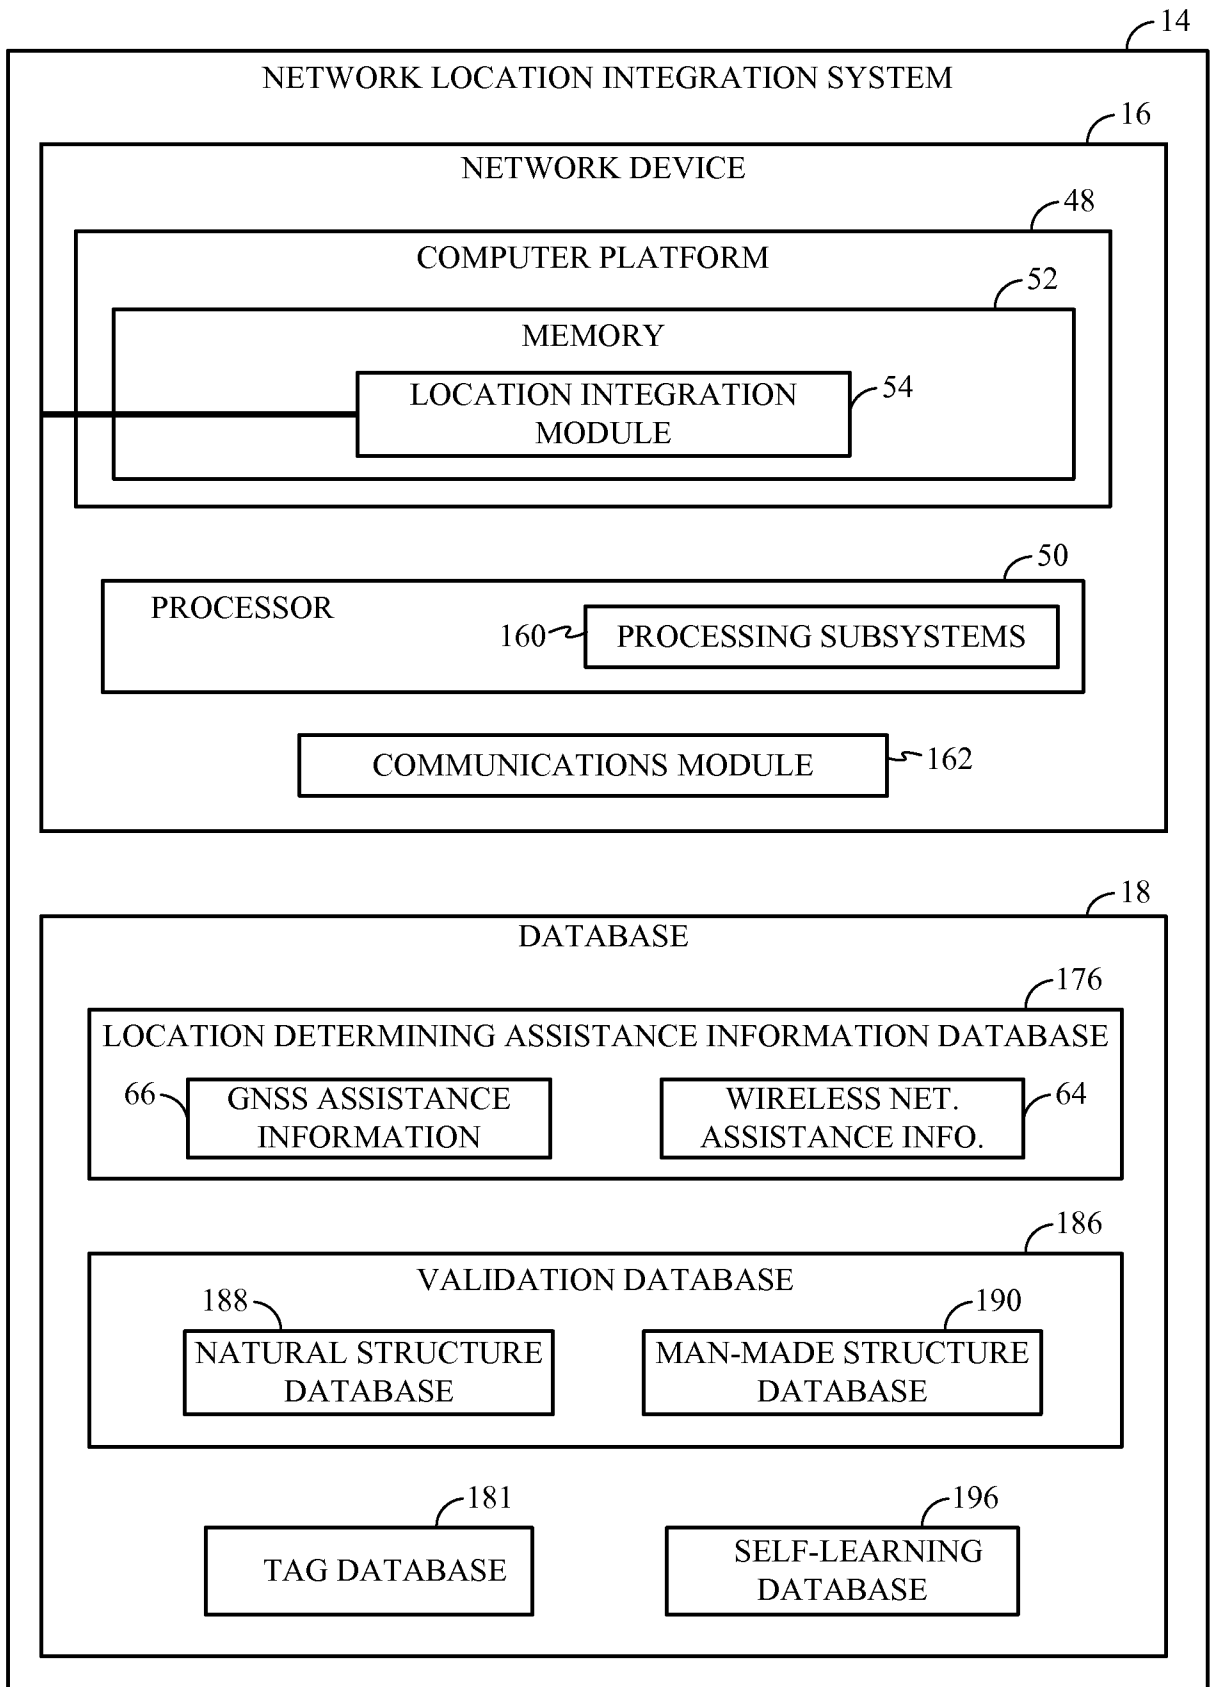 14
NETWORK LOCATION INTEGRATION SYSTEM
16
NETWORK DEVICE
48
COMPUTER PLATFORM
52
MEMORY
LOCATION INTEGRATION
MODULE
54
50
PROCESSOR
160
PROCESSING SUBSYSTEMS
COMMUNICATIONS MODULE
162
18
DATABASE
176
LOCATION DETERMINING ASSISTANCE INFORMATION DATABASE
66
GNSS ASSISTANCE
INFORMATION
WIRELESS NET.
ASSISTANCE INFO.
64
186
VALIDATION DATABASE
188
NATURAL STRUCTURE
DATABASE
190
MAN-MADE STRUCTURE
DATABASE
181
TAG DATABASE
196
SELF-LEARNING
DATABASE